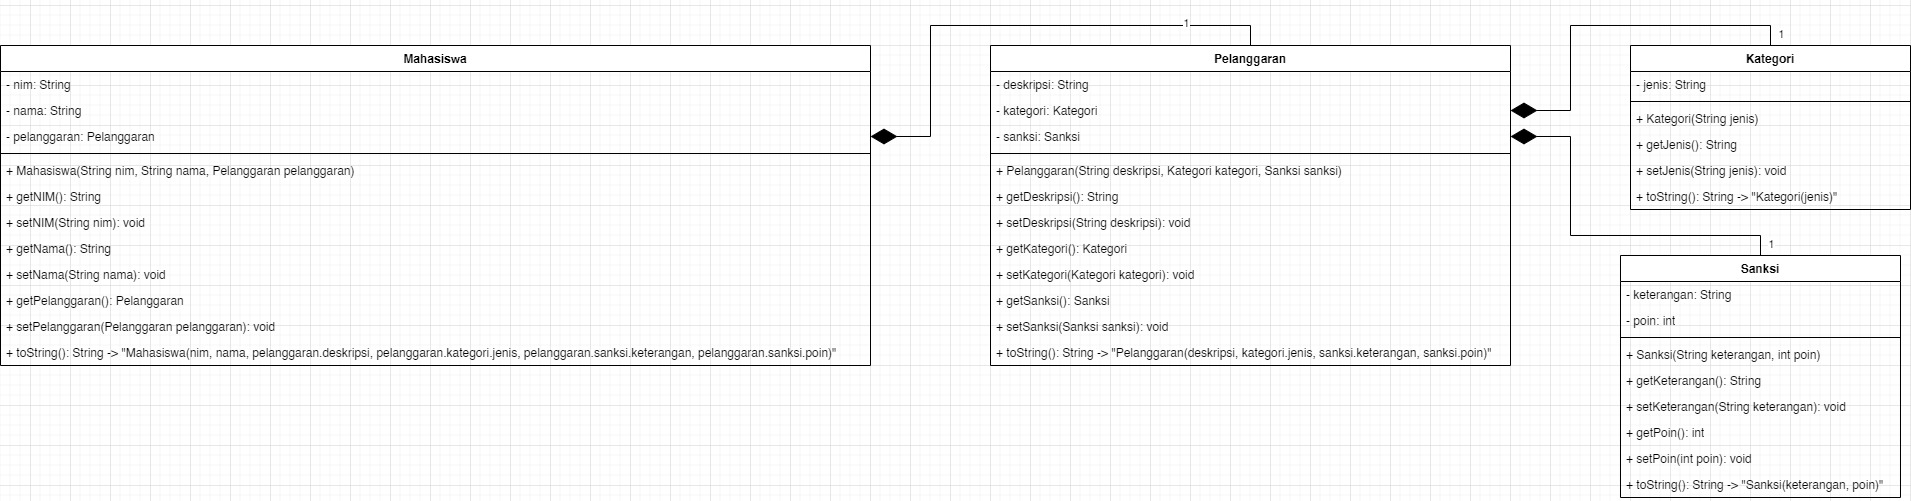 1
Mahasiswa
- nim: String
- nama: String
- pelanggaran: Pelanggaran
+ Mahasiswa(String nim, String nama, Pelanggaran pelanggaran)
+ getNIM(): String
+ setNIM(String nim): void
+ getNama(): String
+ setNama(String nama): void
+ getPelanggaran(): Pelanggaran
+ setPelanggaran(Pelanggaran pelanggaran): void
+ toString(): String -> "Mahasiswa(nim, nama, pelanggaran.deskripsi, pelanggaran.kategori.jenis, pelanggaran.sanksi.keterangan, pelanggaran.sanksi.poin)"
Pelanggaran
- deskripsi: String
- kategori: Kategori
- sanksi: Sanksi
+ Pelanggaran(String deskripsi, Kategori kategori, Sanksi sanksi)
+ getDeskripsi(): String
+ setDeskripsi(String deskripsi): void
+ getKategori(): Kategori
+ setKategori(Kategori kategori): void
+ getSanksi(): Sanksi
+ setSanksi(Sanksi sanksi): void
+ toString(): String -> "Pelanggaran(deskripsi, kategori.jenis, sanksi.keterangan, sanksi.poin)"
1
Kategori
- jenis: String
+ Kategori(String jenis)
+ getJenis(): String
+ setJenis(String jenis): void
+ toString(): String -> "Kategori(jenis)"
1
Sanksi
- keterangan: String
- poin: int
+ Sanksi(String keterangan, int poin)
+ getKeterangan(): String
+ setKeterangan(String keterangan): void
+ getPoin(): int
+ setPoin(int poin): void
+ toString(): String -> "Sanksi(keterangan, poin)"